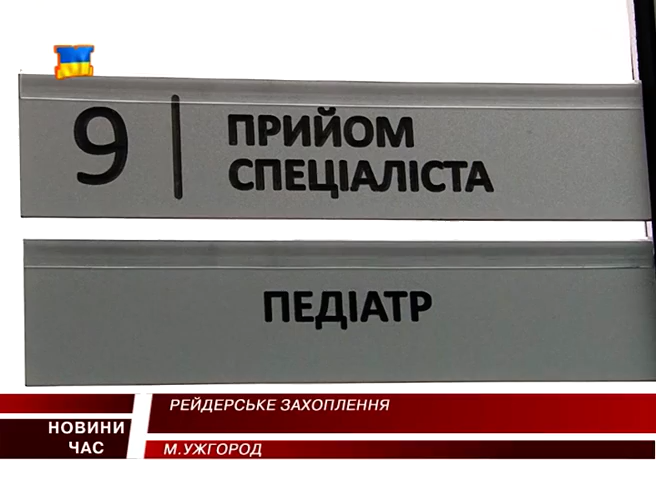 9
ПРИЙОМ
СПЕЦІАЛІСТА
ПЕДІАТР
РЕЙДЕРСЬКЕ ЗАХОПЛЕННЯ
НОВИНИ
ЧАС
М.УЖГОРОД